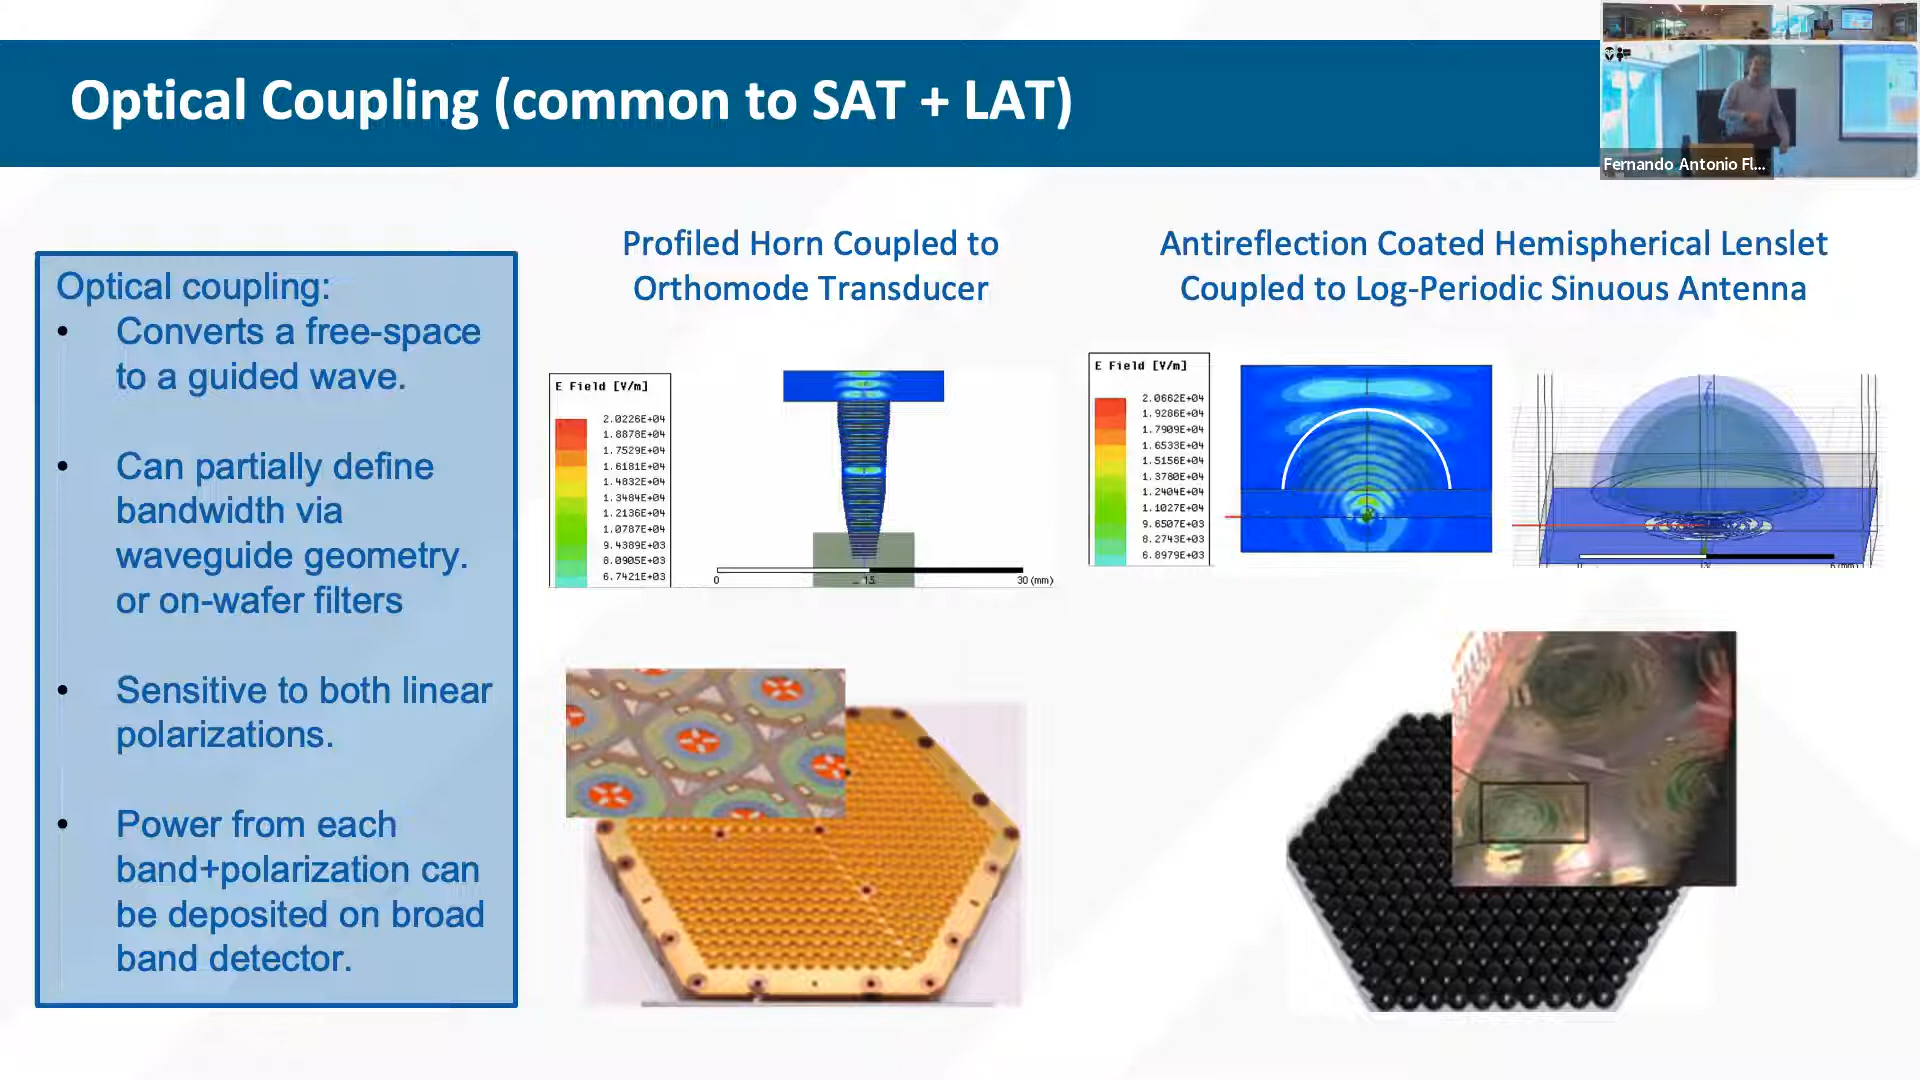 Optical Coupling (common to SAT + LAT)
Fernando Antonio Fl...
Optical coupling:
• Converts a free-space
to a guided wave.
• Can partially define
bandwidth via
waveguide geometry.
or on-wafer filters
• Sensitive to both linear
polarizations.
• Power from each
band+polarization can
be deposited on broad
band detector.
Profiled Horn Coupled to
Orthomode Transducer
E Field [V/m]
2.0226E+04
1.8878E+04
1.7529E+04
1.6181E+04
1.4832E+04
1.3484E+04
1.2136E+04
1.0787E+04
9.4389E+03
8.0905E+03
6.7421E+03
0
15
30 (mm)
Antireflection Coated Hemispherical Lenslet
Coupled to Log-Periodic Sinuous Antenna
E Field [V/m]
2.0662E+04
1.9286E+04
1.7909E+04
1.6533E+04
1.5156E+04
1.3780E+04
1.2404E+04
1.1027E+04
9.6507E+03
8.2743E+03
6.8979E+03